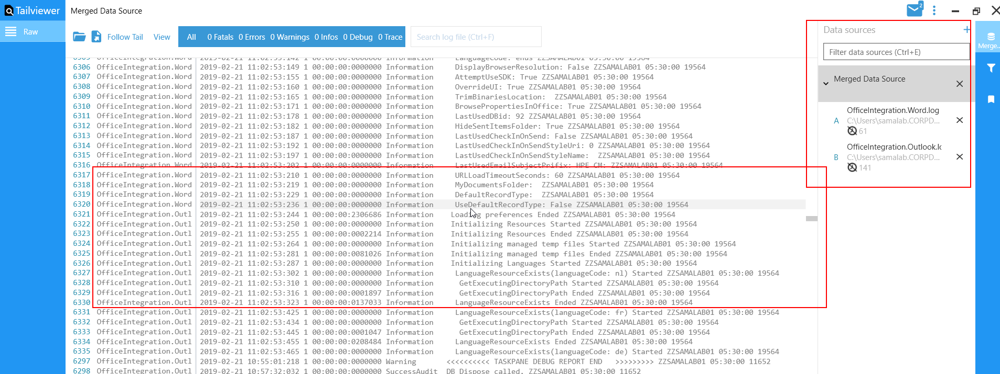 Tailviewer
Merged Data Source
2
Raw
Follow Tail
View
All
0 Fatals
0 Errors
0 Warnings
0 Infos
0 Debug
0 Trace
Search log file (Ctrl+F)
6305 OfficeIntegration.Word 2019-02-21 11:02:53:142 1 00:00:00:0000000 Information LanguageCode: enus ZZSAMALAB01 05:30:00 19564
6306 OfficeIntegration.Word 2019-02-21 11:02:53:149 1 00:00:00:0000000 Information DisplayBrowserResolution: False ZZSAMALAB01 05:30:00 19564
6307 OfficeIntegration.Word 2019-02-21 11:02:53:155 1 00:00:00:0000000 Information AttemptUseSDK: True ZZSAMALAB01 05:30:00 19564
6308 OfficeIntegration.Word 2019-02-21 11:02:53:160 1 00:00:00:0000000 Information OverrideUI: True ZZSAMALAB01 05:30:00 19564
6309 OfficeIntegration.Word 2019-02-21 11:02:53:165 1 00:00:00:0000000 Information TrimBinariesLocation:  ZZSAMALAB01 05:30:00 19564
6310 OfficeIntegration.Word 2019-02-21 11:02:53:171 1 00:00:00:0000000 Information BrowsePropertiesInOffice: True ZZSAMALAB01 05:30:00 19564
6311 OfficeIntegration.Word 2019-02-21 11:02:53:178 1 00:00:00:0000000 Information LastUsedDBid: 92 ZZSAMALAB01 05:30:00 19564
6312 OfficeIntegration.Word 2019-02-21 11:02:53:182 1 00:00:00:0000000 Information HideSentItemsFolder: True ZZSAMALAB01 05:30:00 19564
6313 OfficeIntegration.Word 2019-02-21 11:02:53:187 1 00:00:00:0000000 Information LastUsedCheckInOnSend: False ZZSAMALAB01 05:30:00 19564
6314 OfficeIntegration.Word 2019-02-21 11:02:53:192 1 00:00:00:0000000 Information LastUsedCheckInOnSendStyleUri: 0 ZZSAMALAB01 05:30:00 19564
6315 OfficeIntegration.Word 2019-02-21 11:02:53:197 1 00:00:00:0000000 Information LastUsedCheckInOnSendStyleName:  ZZSAMALAB01 05:30:00 19564
6316 OfficeIntegration.Word 2019-02-21 11:02:53:202 1 00:00:00:0000000 Information LastUsedEmailSubjectPrifix: HPE CM: ZZSAMALAB01 05:30:00 19564
6317 OfficeIntegration.Word 2019-02-21 11:02:53:210 1 00:00:00:0000000 Information URLLoadTimeoutSeconds: 60 ZZSAMALAB01 05:30:00 19564
6318 OfficeIntegration.Word 2019-02-21 11:02:53:219 1 00:00:00:0000000 Information MyDocumentsFolder:  ZZSAMALAB01 05:30:00 19564
6319 OfficeIntegration.Word 2019-02-21 11:02:53:229 1 00:00:00:0000000 Information DefaultRecordType:  ZZSAMALAB01 05:30:00 19564
6320 OfficeIntegration.Word 2019-02-21 11:02:53:236 1 00:00:00:0000000 Information UseDefaultRecordType: False ZZSAMALAB01 05:30:00 19564
6321 OfficeIntegration.Outl 2019-02-21 11:02:53:244 1 00:00:00:2306686 Information Loading preferences Ended ZZSAMALAB01 05:30:00 19564
6322 OfficeIntegration.Outl 2019-02-21 11:02:53:250 1 00:00:00:0000000 Information Initializing Resources Started ZZSAMALAB01 05:30:00 19564
6323 OfficeIntegration.Outl 2019-02-21 11:02:53:255 1 00:00:00:0002214 Information Initializing Resources Ended ZZSAMALAB01 05:30:00 19564
6324 OfficeIntegration.Outl 2019-02-21 11:02:53:264 1 00:00:00:0000000 Information Initializing managed temp files Started ZZSAMALAB01 05:30:00 19564
6325 OfficeIntegration.Outl 2019-02-21 11:02:53:281 1 00:00:00:0081026 Information Initializing managed temp files Ended ZZSAMALAB01 05:30:00 19564
6326 OfficeIntegration.Outl 2019-02-21 11:02:53:287 1 00:00:00:0000000 Information Initializing Languages Started ZZSAMALAB01 05:30:00 19564
6327 OfficeIntegration.Outl 2019-02-21 11:02:53:302 1 00:00:00:0000000 Information LanguageResourceExists(languageCode: nl) Started ZZSAMALAB01 05:30:00 19564
6328 OfficeIntegration.Outl 2019-02-21 11:02:53:310 1 00:00:00:0000000 Information GetExecutingDirectoryPath Started ZZSAMALAB01 05:30:00 19564
6329 OfficeIntegration.Outl 2019-02-21 11:02:53:316 1 00:00:00:0001897 Information GetExecutingDirectoryPath Ended ZZSAMALAB01 05:30:00 19564
6330 OfficeIntegration.Outl 2019-02-21 11:02:53:323 1 00:00:00:0137033 Information LanguageResourceExists Ended ZZSAMALAB01 05:30:00 19564
6331 OfficeIntegration.Outl 2019-02-21 11:02:53:425 1 00:00:00:0000000 Information LanguageResourceExists(languageCode: fr) Started ZZSAMALAB01 05:30:00 19564
6332 OfficeIntegration.Outl 2019-02-21 11:02:53:434 1 00:00:00:0000000 Information GetExecutingDirectoryPath Started ZZSAMALAB01 05:30:00 19564
6333 OfficeIntegration.Outl 2019-02-21 11:02:53:445 1 00:00:00:0001047 Information GetExecutingDirectoryPath Ended ZZSAMALAB01 05:30:00 19564
6334 OfficeIntegration.Outl 2019-02-21 11:02:53:455 1 00:00:00:0208484 Information LanguageResourceExists Ended ZZSAMALAB01 05:30:00 19564
6335 OfficeIntegration.Outl 2019-02-21 11:02:53:465 1 00:00:00:0000000 Information LanguageResourceExists(languageCode: de) Started ZZSAMALAB01 05:30:00 19564
6297 OfficeIntegration.Outl 2019-02-21 10:55:01:218 1 00:00:00:0000000 Warning <<<<<<<<<< TASKPANE DEBUG REPORT END >>>>>>>>> ZZSAMALAB01 05:30:00 11652
6298 OfficeIntegration.Outl 2019-02-21 10:57:32:032 1 00:00:00:0000000 SuccessAudit DB Dispose called. ZZSAMALAB01 05:30:00 11652
Data sources
+
Filter data sources (Ctrl+E)
Merged Data Source
OfficeIntegration.Word.log
A C:\Users\samalab.CORPD...
61
OfficeIntegration.Outlook.lo
B C:\Users\samalab.CORPD...
141
Merge..